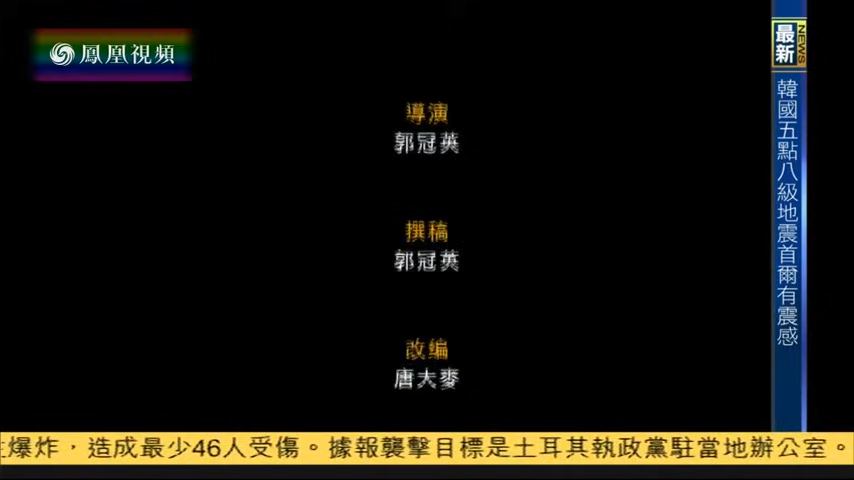 鳳凰視頻
導演
郭冠英
撰稿
郭冠英
改編
唐大麥
NEWS
最新
韓國五點八級地震首爾有震感
爆炸，造成最少46人受傷。據報襲擊目標是土耳其執政黨駐當地辦公室。